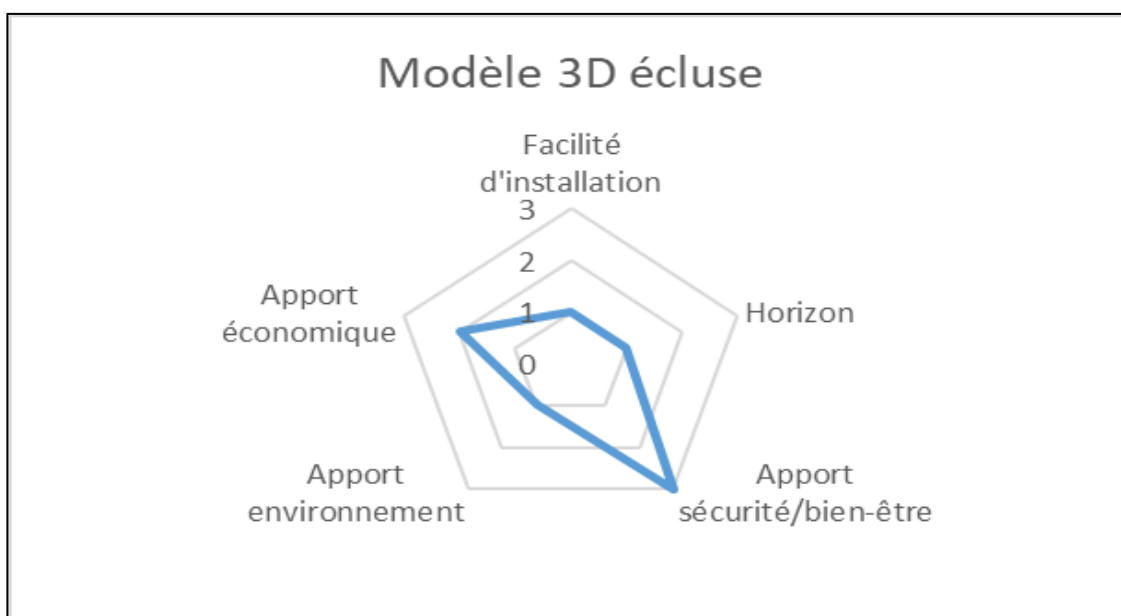 Modèle 3D écluse
Facilité
d'installation
3
2
1
0
Horizon
Apport
sécurité/bien-être
Apport
environnement
Apport
économique